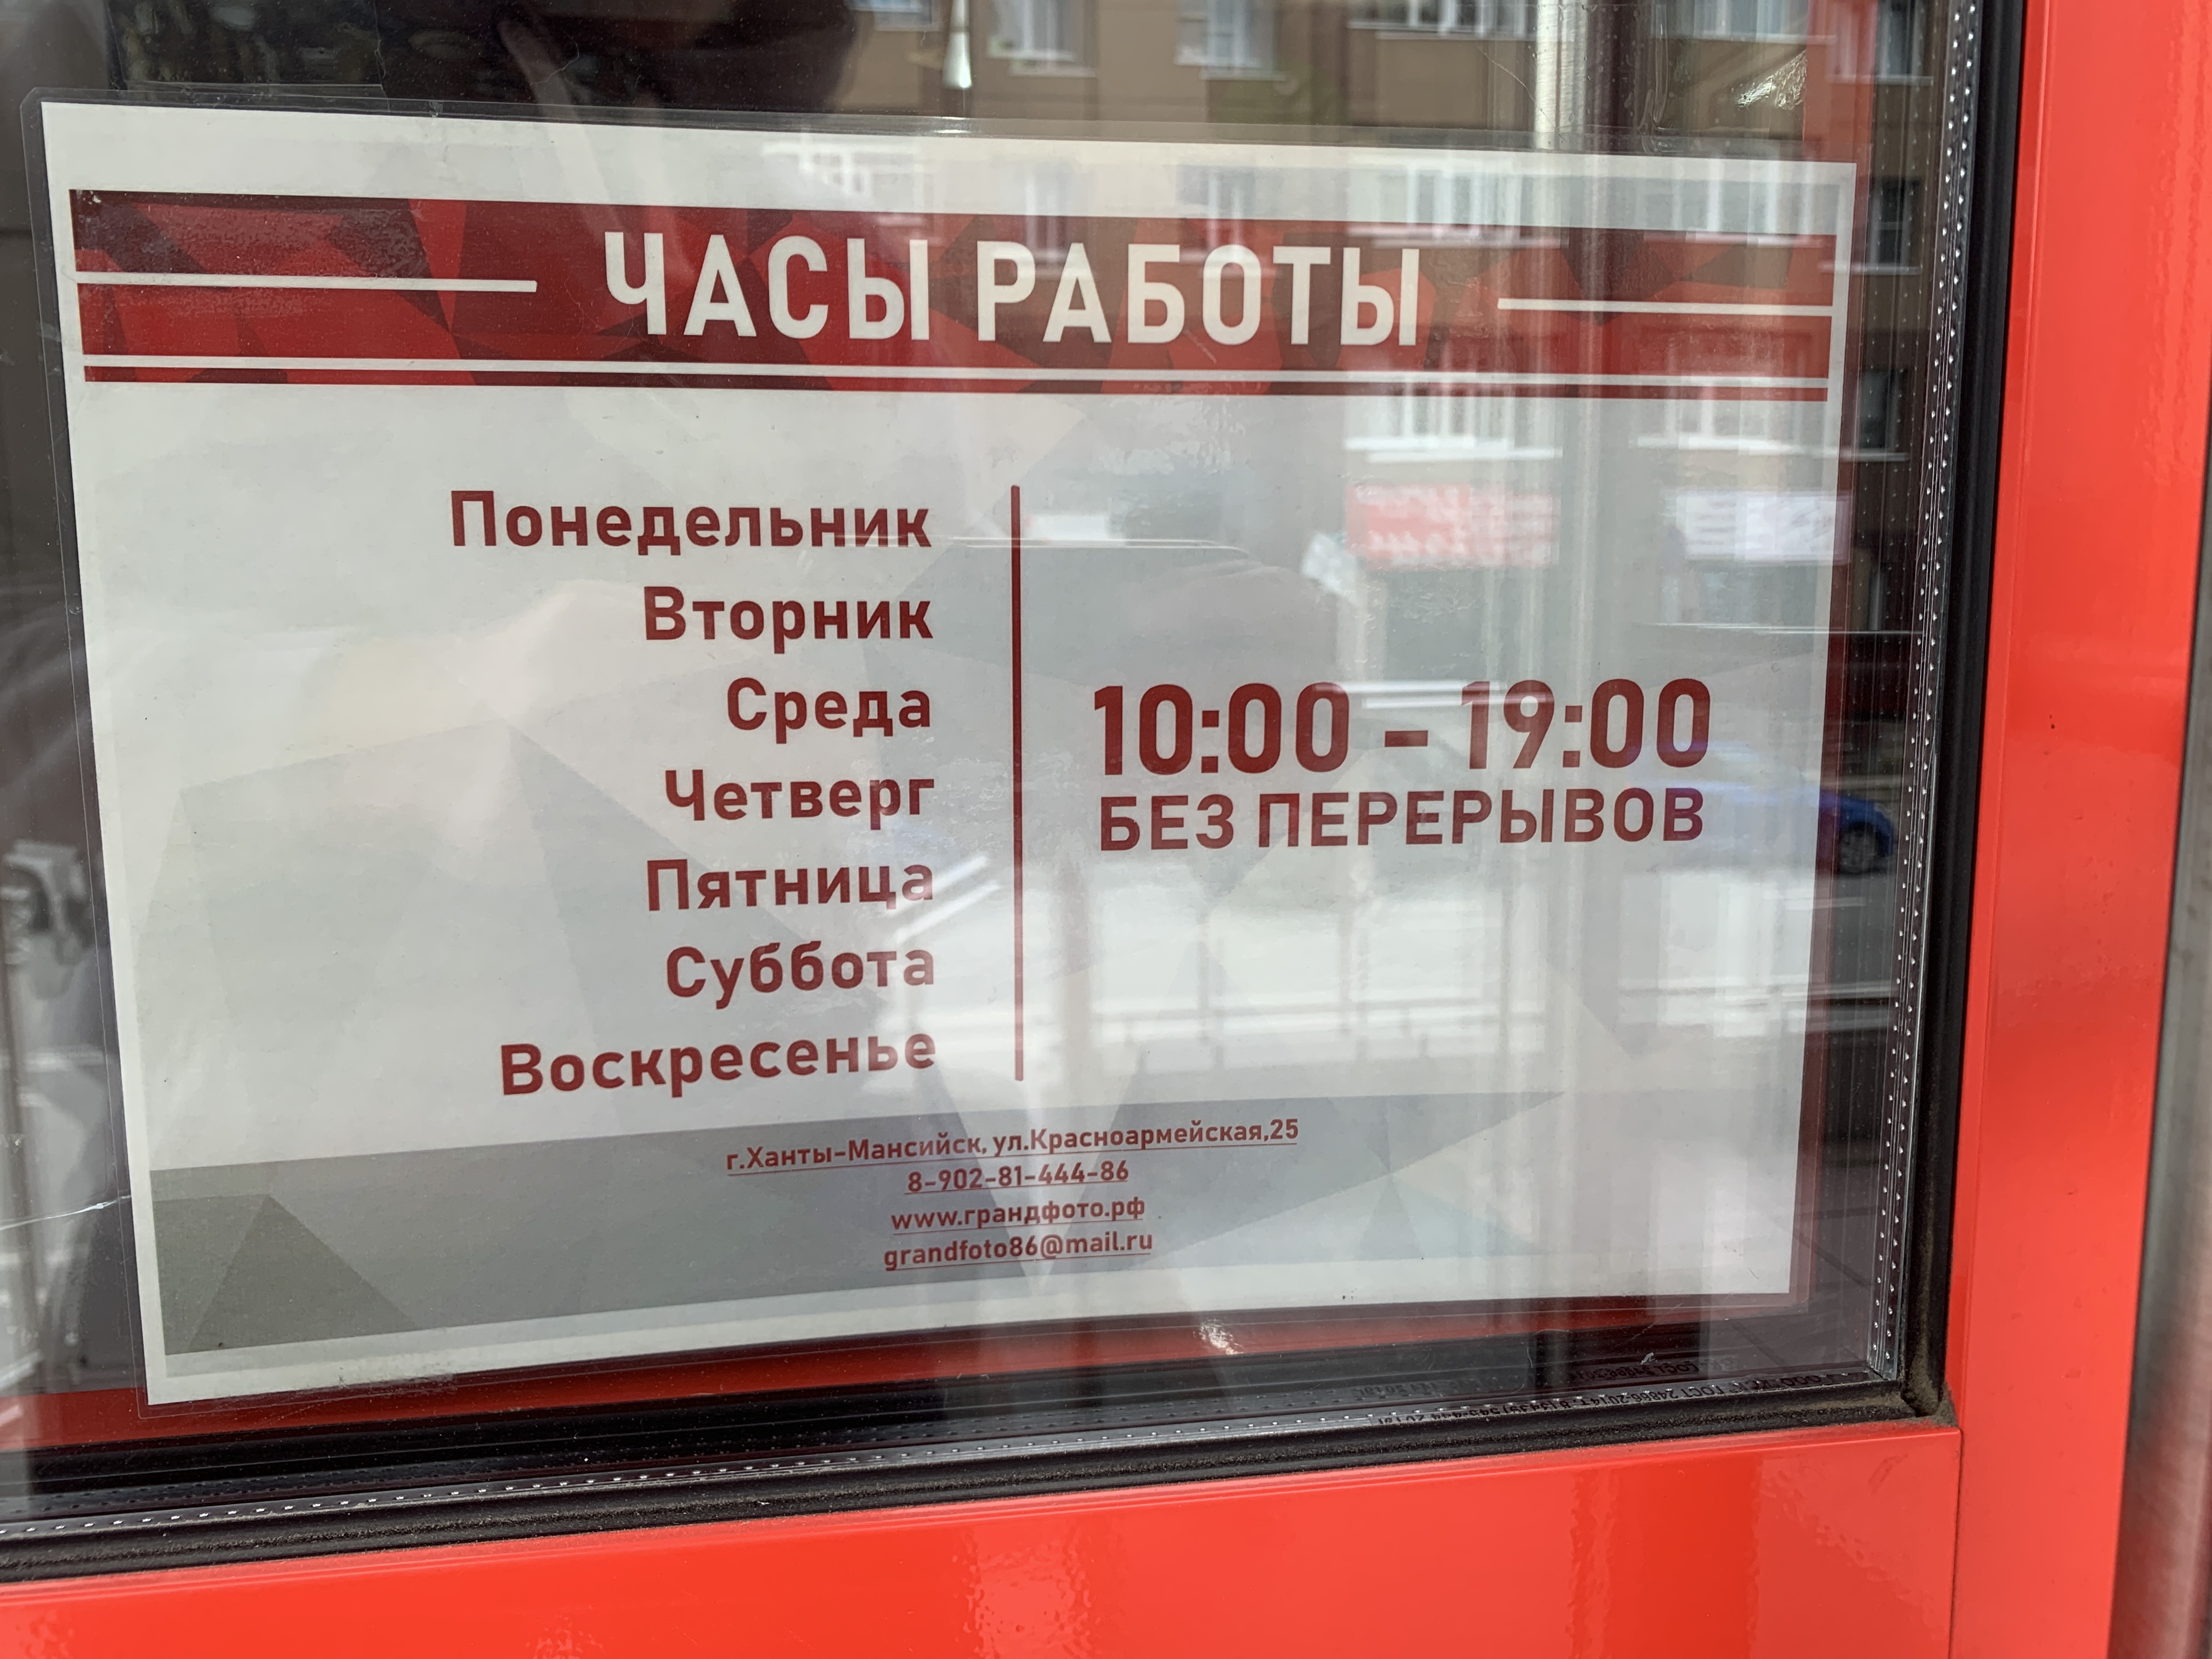 ЧАСЫ РАБОТЫ
Понедельник
Вторник
Среда
Четверг
Пятница
Суббота
Воскресенье
10:00 - 19:00
БЕЗ ПЕРЕРЫВОВ
г.Ханты-Мансийск, ул.Красноармейская,25
8-902-81-444-86
www.грандфото.рф
grandfoto86@mail.ru